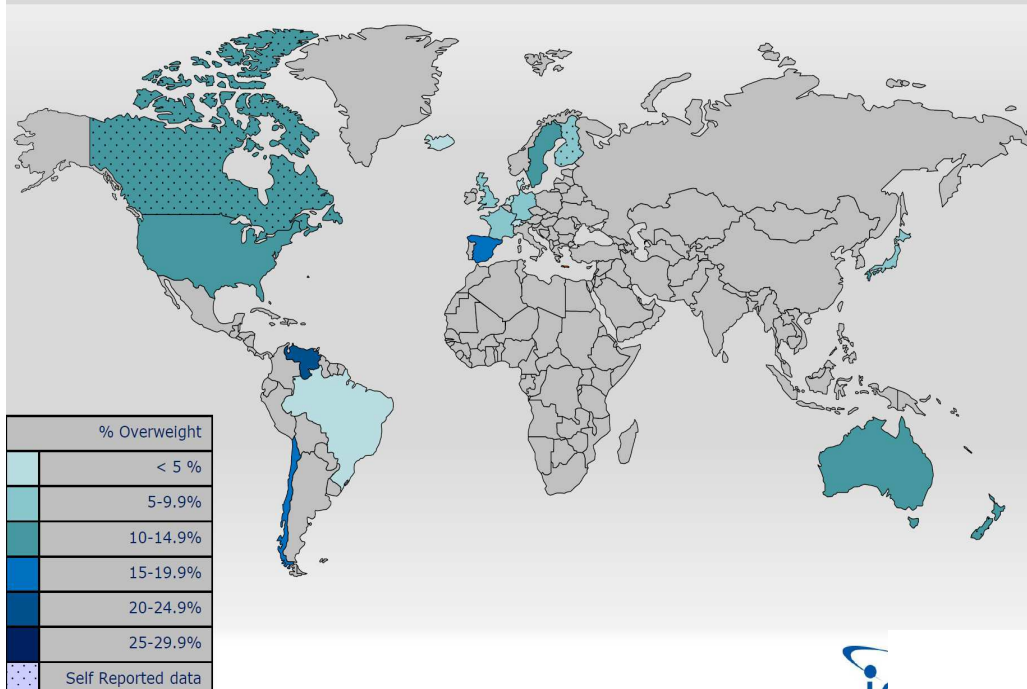 % Overweight
< 5 %
5-9.9%
10-14.9%
15-19.9%
20-24.9%
25-29.9%
Self Reported data